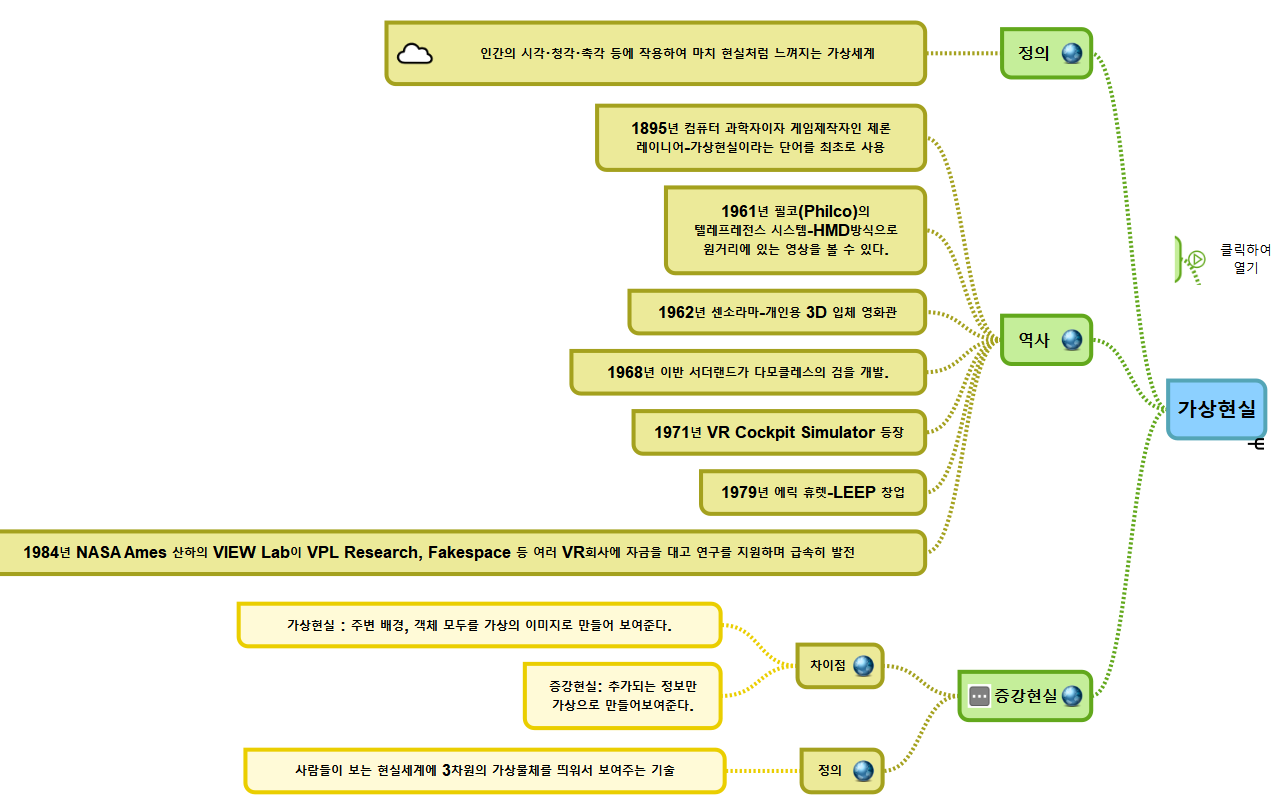 인간의 시각·청각·촉각 등에 작용하여 마치 현실처럼 느껴지는 가상세계
정의
1895년 컴퓨터 과학자이자 게임제작자인 제론
레이니어-가상현실이라는 단어를 최초로 사용
1961년 필코(Philco)의
텔레프레전스 시스템-HMD방식으로
원거리에 있는 영상을 볼 수 있다.
1962년 센소라마-개인용 3D 입체 영화관
1968년 이반 서더랜드가 다모클레스의 검을 개발.
1971년 VR Cockpit Simulator 등장
1979년 에릭 휴렛-LEEP 창업
1984년 NASA Ames 산하의 VIEW Lab이 VPL Research, Fakespace 등 여러 VR회사에 자금을 대고 연구를 지원하며 급속히 발전
역사
클릭하여
열기
가상현실
가상현실 : 주변 배경, 객체 모두를 가상의 이미지로 만들어 보여준다.
증강현실: 추가되는 정보만
가상으로 만들어보여준다.
차이점
증강현실
사람들이 보는 현실세계에 3차원의 가상물체를 띄워서 보여주는 기술
정의